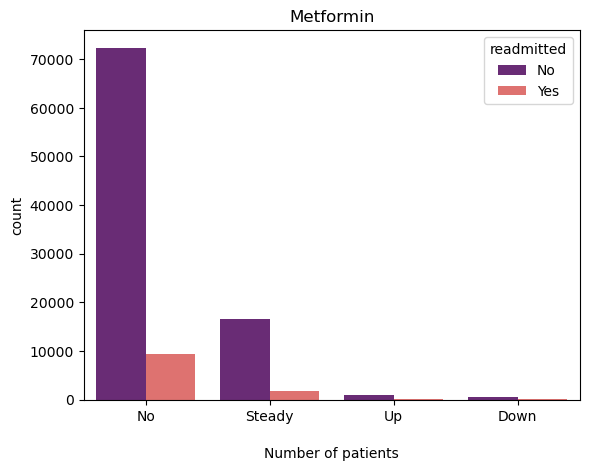 Metformin
readmitted
No
Yes
70000
60000
50000
40000
30000
20000
10000
0
count
No Steady Up Down
Number of patients